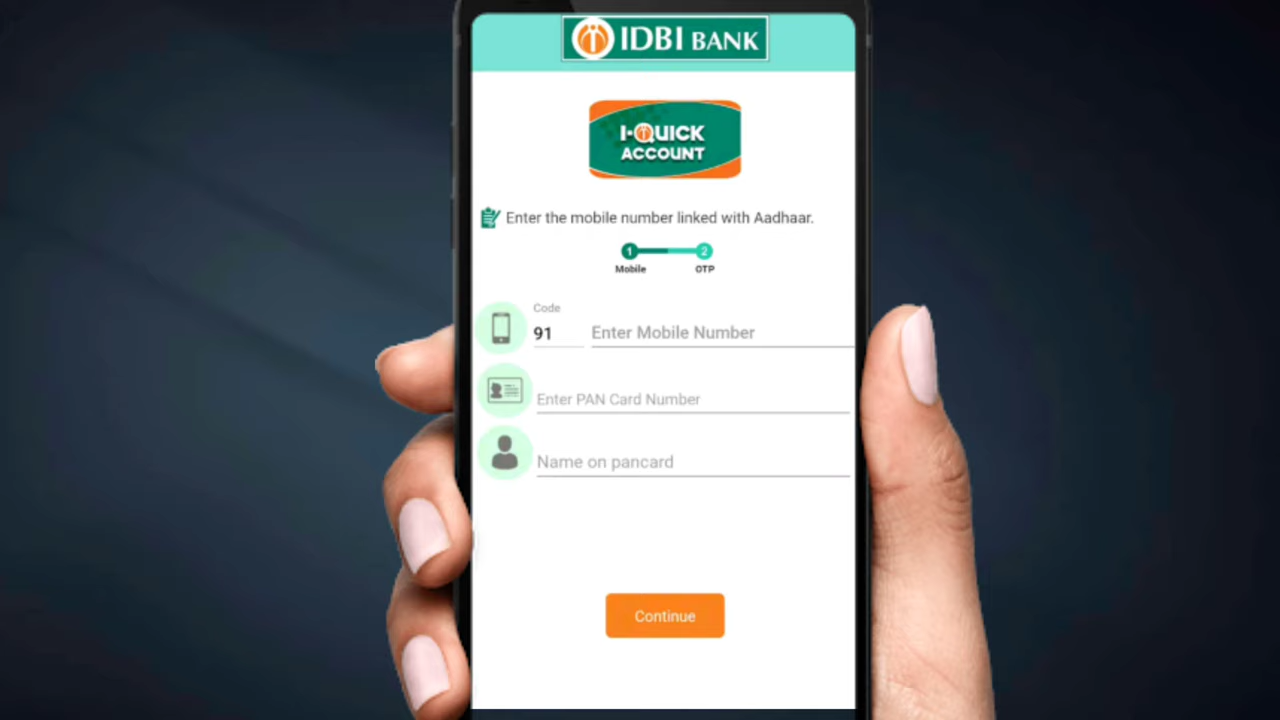 IDBI BANK
I-QUICK
ACCOUNT
Enter the mobile number linked with Aadhaar.
1 2
Mobile OTP
Code
91 Enter Mobile Number
Enter PAN Card Number
Name on pancard
Continue